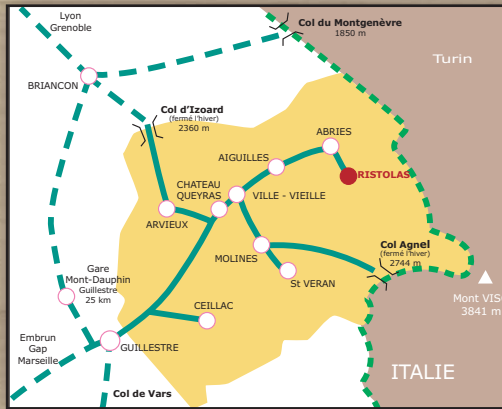 Lyon
Grenoble
Col du Montgenèvre
1850 m
Turin
BRIANCON
Col d'Izoard
(fermé l'hiver)
2360 m
ABRIES
AIGUILLES
RISTOLAS
CHATEAU
QUEYRAS
VILLE - VIEILLE
ARVIEUX
Col Agnel
(fermé l'hiver)
2744 m
MOLINES
Gare
Mont-Dauphin
Guillestre
25 km
St VERAN
Mont VISO
3841 m
CEILLAC
Embrun
Gap
Marseille
GUILLESTRE
ITALIE
Col de Vars